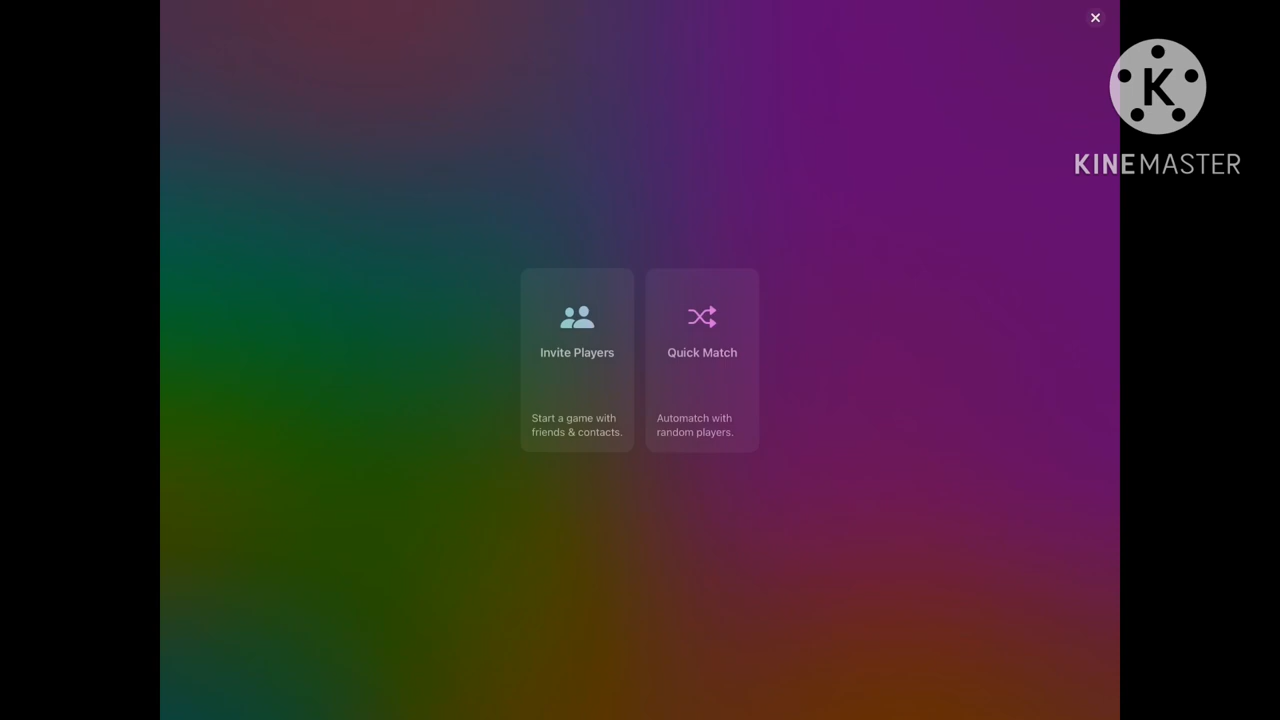 K
KINEMASTER
Invite Players
Quick Match
Start a game with
friends & contacts.
Automatch with
random players.